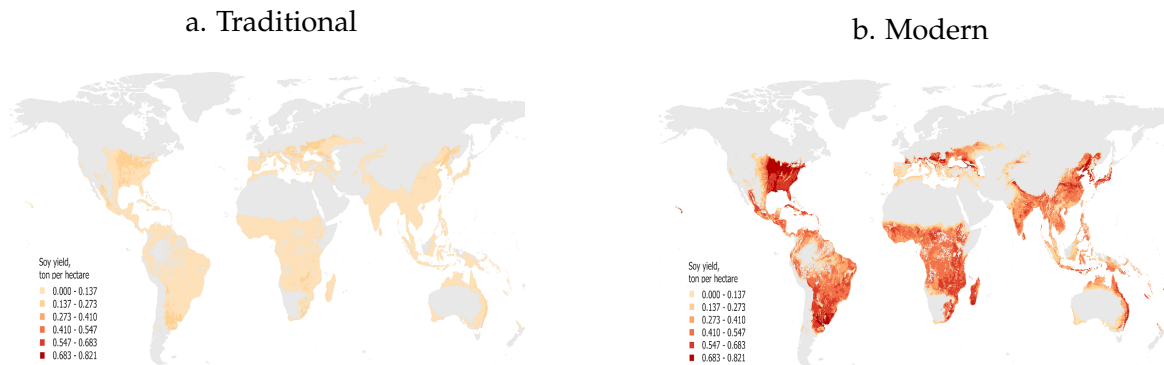 a. Traditional
Soy yield,
ton per hectare
0.000 - 0.137
0.137 - 0.273
0.273 - 0.410
0.410 - 0.547
0.547 - 0.683
0.683 - 0.821
b. Modern
Soy yield,
ton per hectare
0.000 - 0.137
0.137 - 0.273
0.273 - 0.410
0.410 - 0.547
0.547 - 0.683
0.683 - 0.821